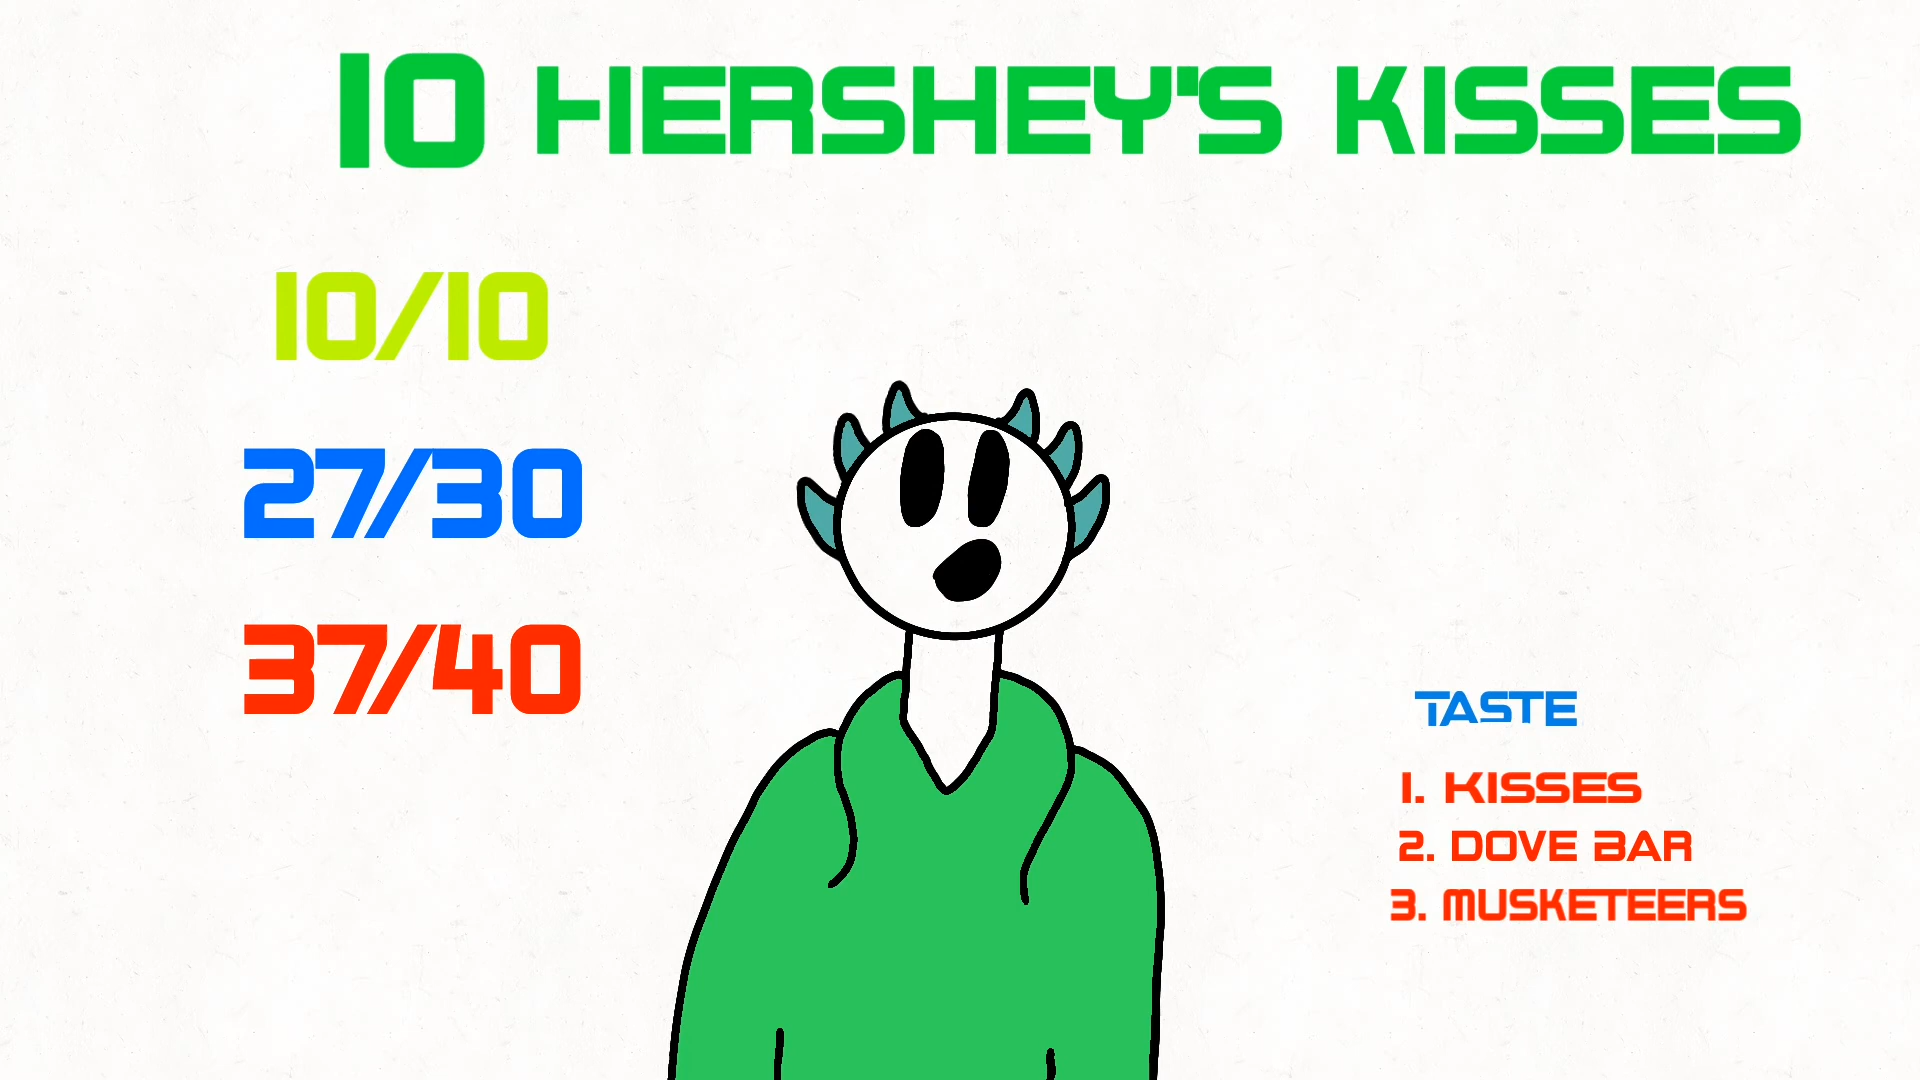 10 HERSHEY'S KISSES
10/10
27/30
37/40
TASTE
1. KISSES
2. DOVE BAR
3. MUSKETEERS